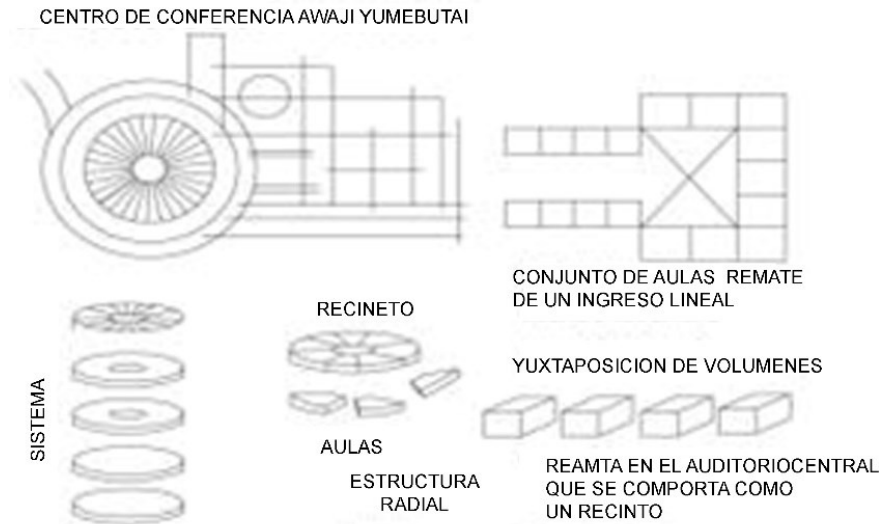 CENTRO DE CONFERENCIA AWAJI YUMEBUTAI
CONJUNTO DE AULAS REMATE
DE UN INGRESO LINEAL
RECINETO
SISTEMA
AULAS
ESTRUCTURA
RADIAL
YUXTAPOSICION DE VOLUMENES
REAMTA EN EL AUDITORIOCENTRAL
QUE SE COMPORTA COMO
UN RECINTO